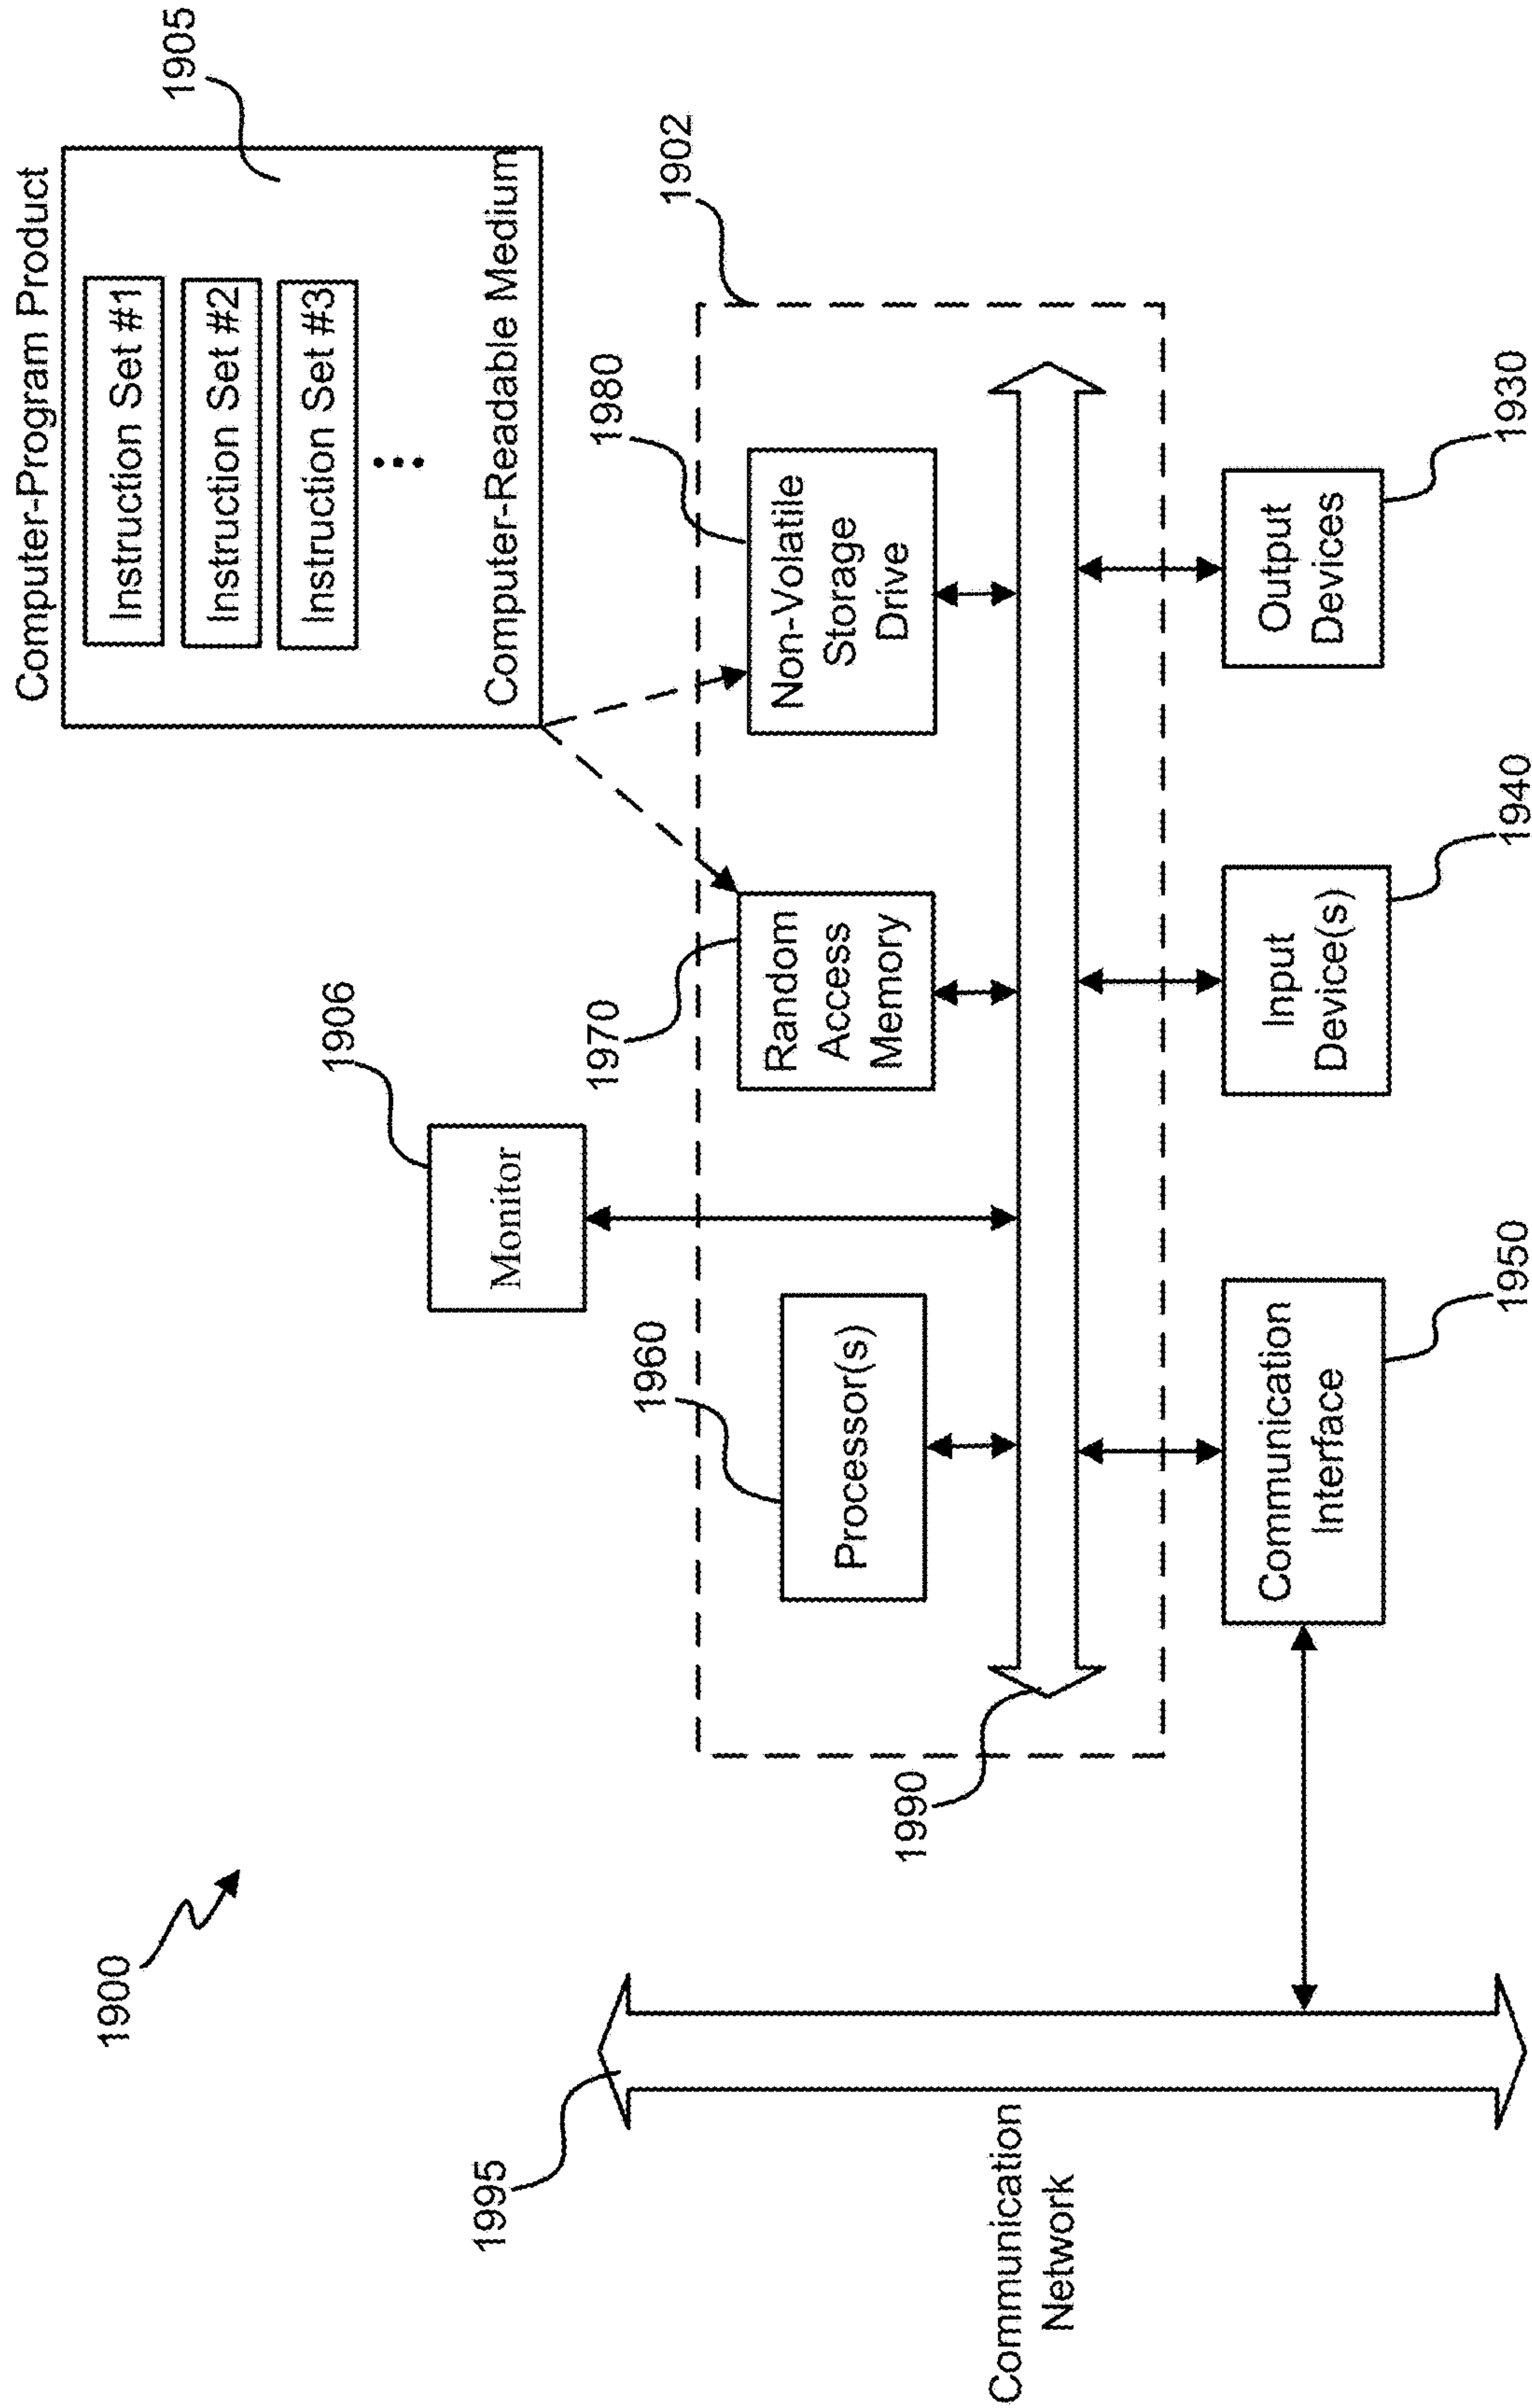 1900
Computer-Program Product
Instruction Set #1
Instruction Set #2
Instruction Set #3
Computer-Readable Medium
1905
1906
Monitor
1902
1960
Processor(s)
1970
Random
Access
Memory
1980
Non-Volatile
Storage
Drive
1990
1995
Communication
Network
Communication
Interface
1950
Input
Device(s)
1940
Output
Devices
1930